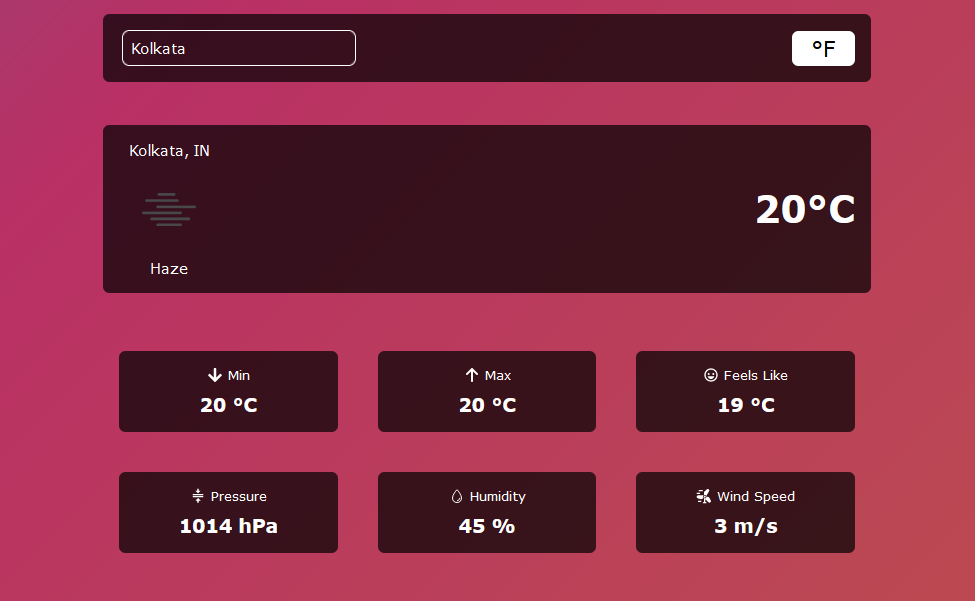 Kolkata
°F
Kolkata, IN
20°C
Haze
Min
20 °C
Max
20 °C
Feels Like
19 °C
Pressure
1014 hPa
Humidity
45 %
Wind Speed
3 m/s